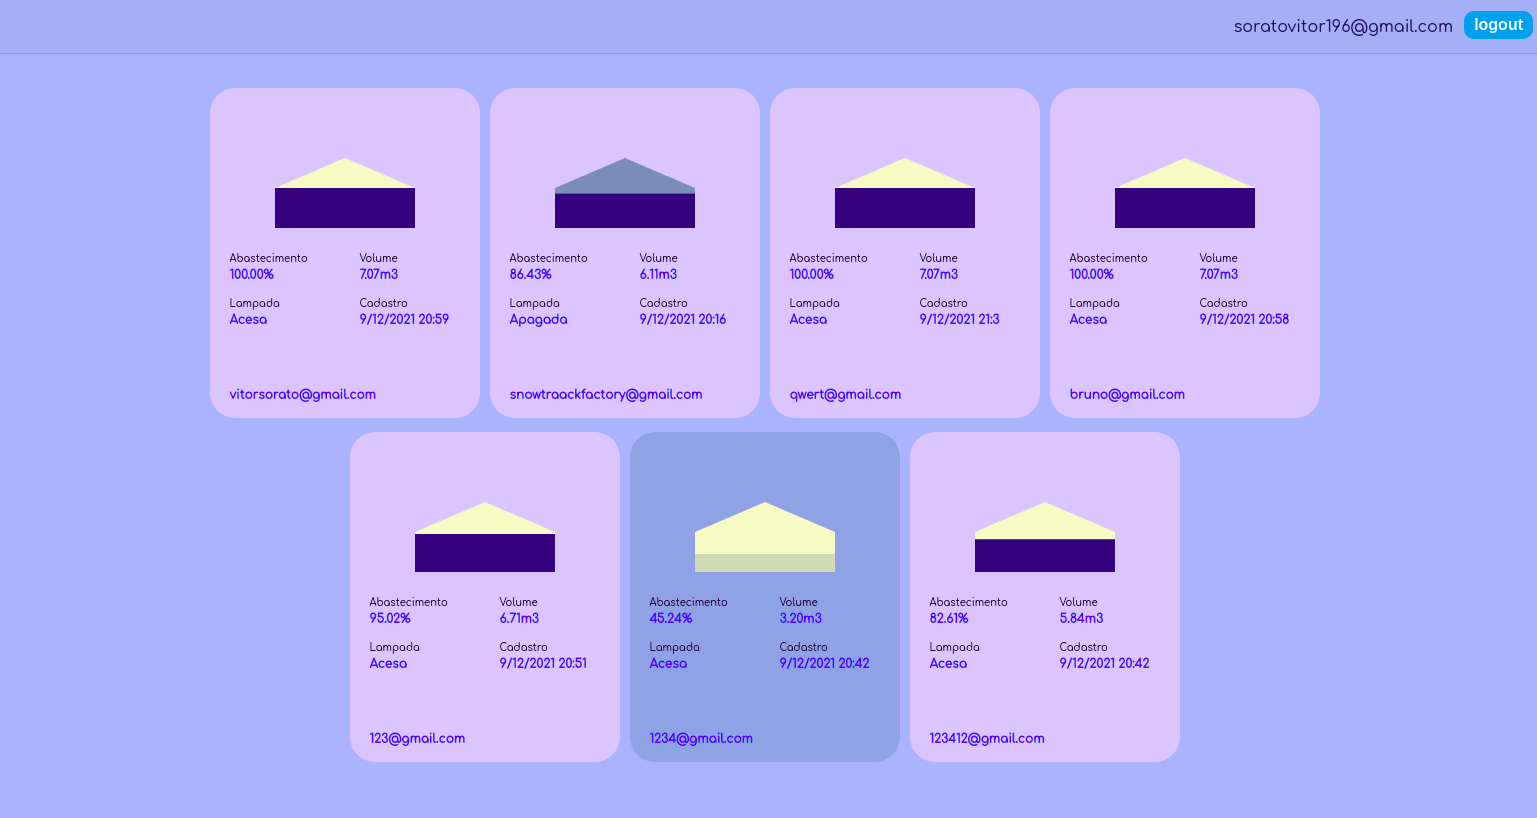 soratovitor196@gmail.com logout
Abastecimento Volume
100.00% 7.07m3
Lampada Cadastro
Acesa 9/12/2021 20:59
vitorsorato@gmail.com
Abastecimento Volume
86.43% 6.11m3
Lampada Cadastro
Apagada 9/12/2021 20:16
snowtraackfactory@gmail.com
Abastecimento Volume
100.00% 7.07m3
Lampada Cadastro
Acesa 9/12/2021 21:3
qwert@gmail.com
Abastecimento Volume
100.00% 7.07m3
Lampada Cadastro
Acesa 9/12/2021 20:58
bruno@gmail.com
Abastecimento Volume
95.02% 6.71m3
Lampada Cadastro
Acesa 9/12/2021 20:51
123@gmail.com
Abastecimento Volume
45.24% 3.20m3
Lampada Cadastro
Acesa 9/12/2021 20:42
1234@gmail.com
Abastecimento Volume
82.61% 5.84m3
Lampada Cadastro
Acesa 9/12/2021 20:42
123412@gmail.com